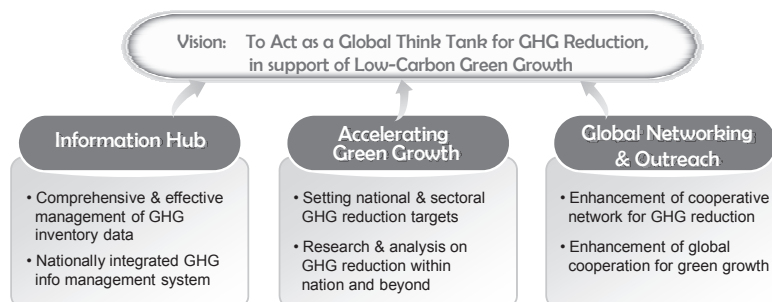 Vision: To Act as a Global Think Tank for GHG Reduction,
in support of Low-Carbon Green Growth
Information Hub
• Comprehensive & effective
management of GHG
inventory data
• Nationally integrated GHG
info management system
Accelerating
Green Growth
• Setting national & sectoral
GHG reduction targets
• Research & analysis on
GHG reduction within
nation and beyond
Global Networking
& Outreach
• Enhancement of cooperative
network for GHG reduction
• Enhancement of global
cooperation for green growth